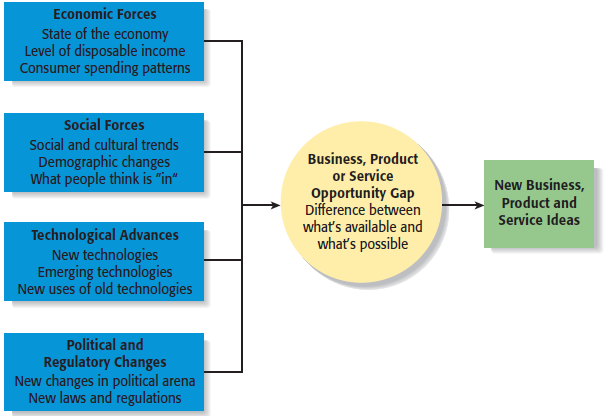 Economic Forces
State of the economy
Level of disposable income
Consumer spending patterns
Social Forces
Social and cultural trends
Demographic changes
What people think is "in"
Technological Advances
New technologies
Emerging technologies
New uses of old technologies
Political and
Regulatory Changes
New changes in political arena
New laws and regulations
Business, Product
or Service
Opportunity Gap
Difference between
what's available and
what's possible
New Business,
Product and
Service Ideas